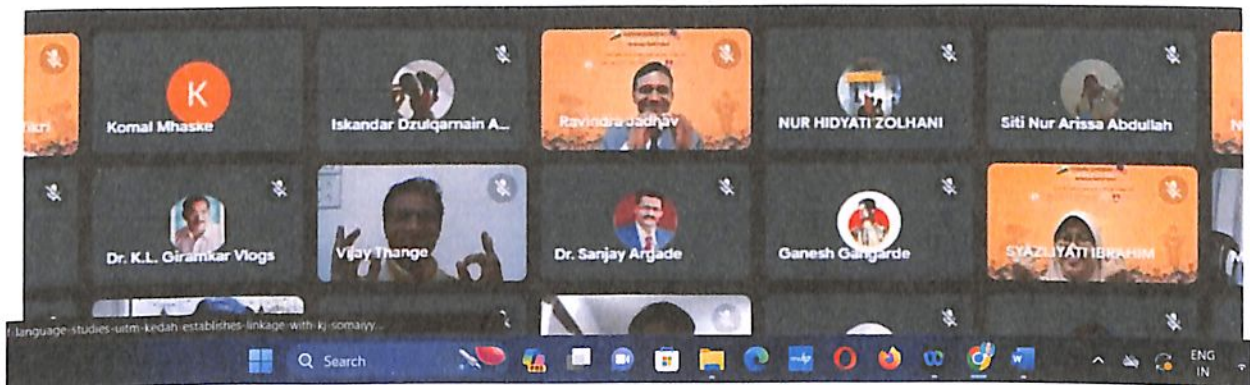 ikri
K
Komal Mhaske
Iskandar Dzulqarnain A...
Ravindra Jadhav
NUR HIDYATI ZOLHANI
Siti Nur Arissa Abdullah
Dr. K.L. Giramkar Vlogs
Vijay Thange
Dr. Sanjay Argade
Ganesh Gangarde
SYAZLIYATI IBRAHIM
f-language-studies-uitm-kedah-establishes-linkage-with-kj-somaiyy...
Search
ENG
IN